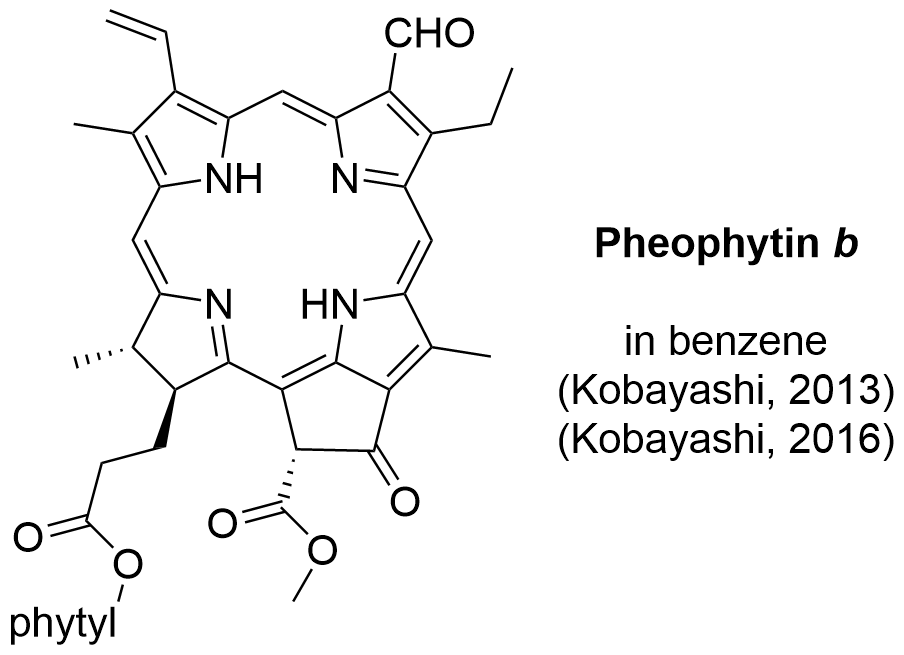 CHO
NH
N
N
HN
O
O
O
O
O
phytyl
Pheophytin b
in benzene
(Kobayashi, 2013)
(Kobayashi, 2016)